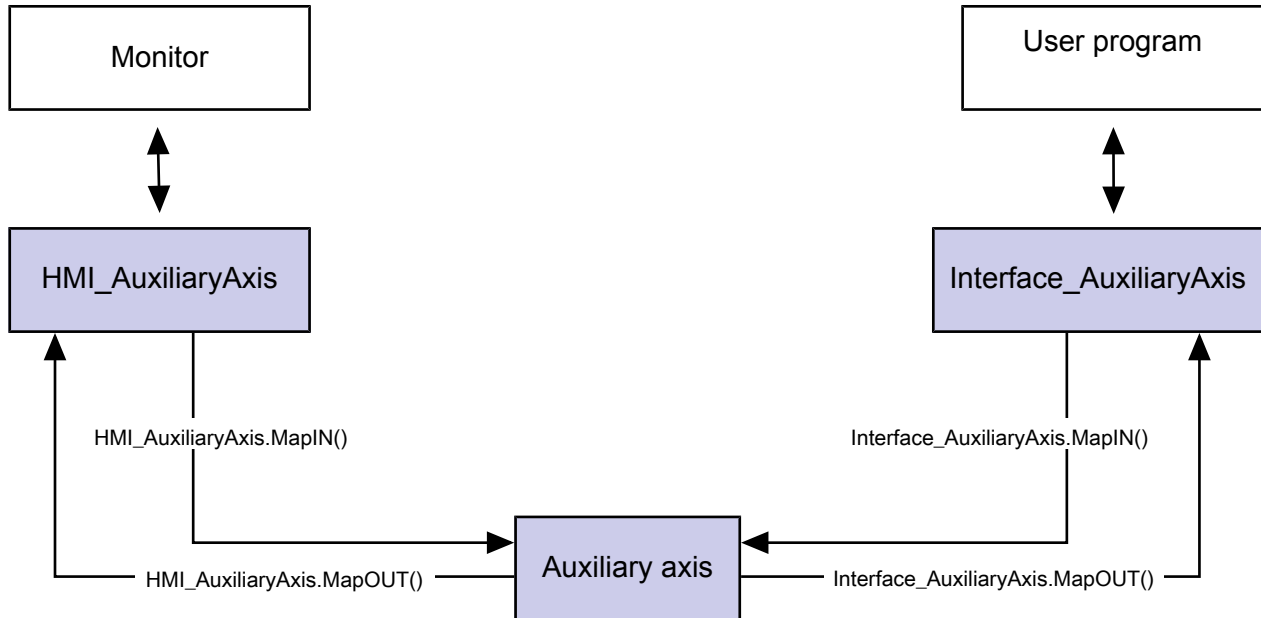 Monitor
User program
HMI_AuxiliaryAxis
Interface_AuxiliaryAxis
HMI_AuxiliaryAxis.MapIN()
Interface_AuxiliaryAxis.MapIN()
Auxiliary axis
HMI_AuxiliaryAxis.MapOUT()
Interface_AuxiliaryAxis.MapOUT()